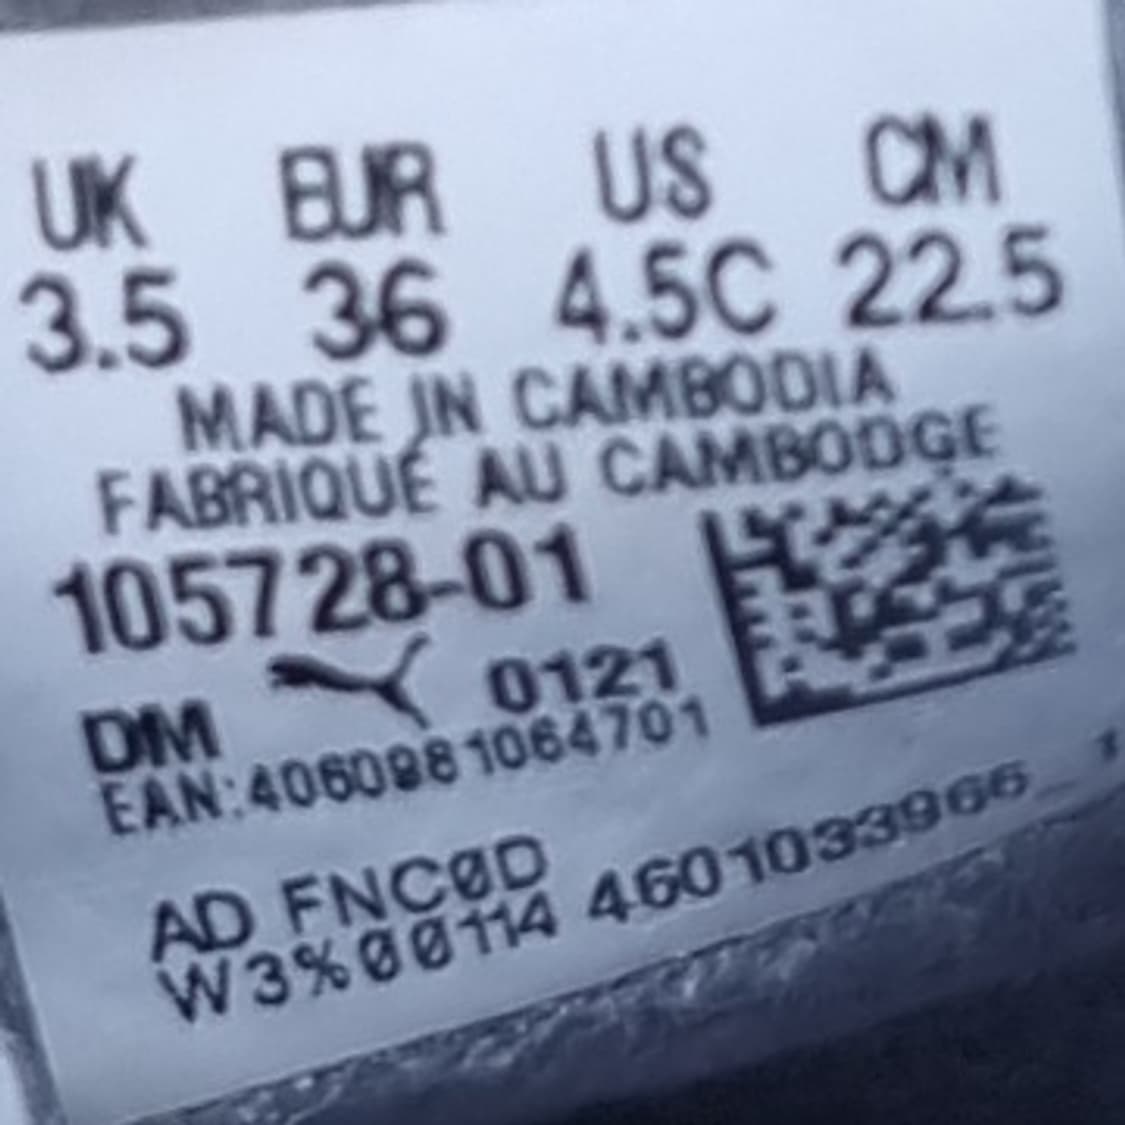 UK EUR US CM
3.5 36 4.5C 22.5
MADE IN CAMBODIA
FABRIQUÉ AU CAMBODGE
105728-01
DM 0121
EAN:4060981064701
AD FNC0D
W3%00114 4601033966 1